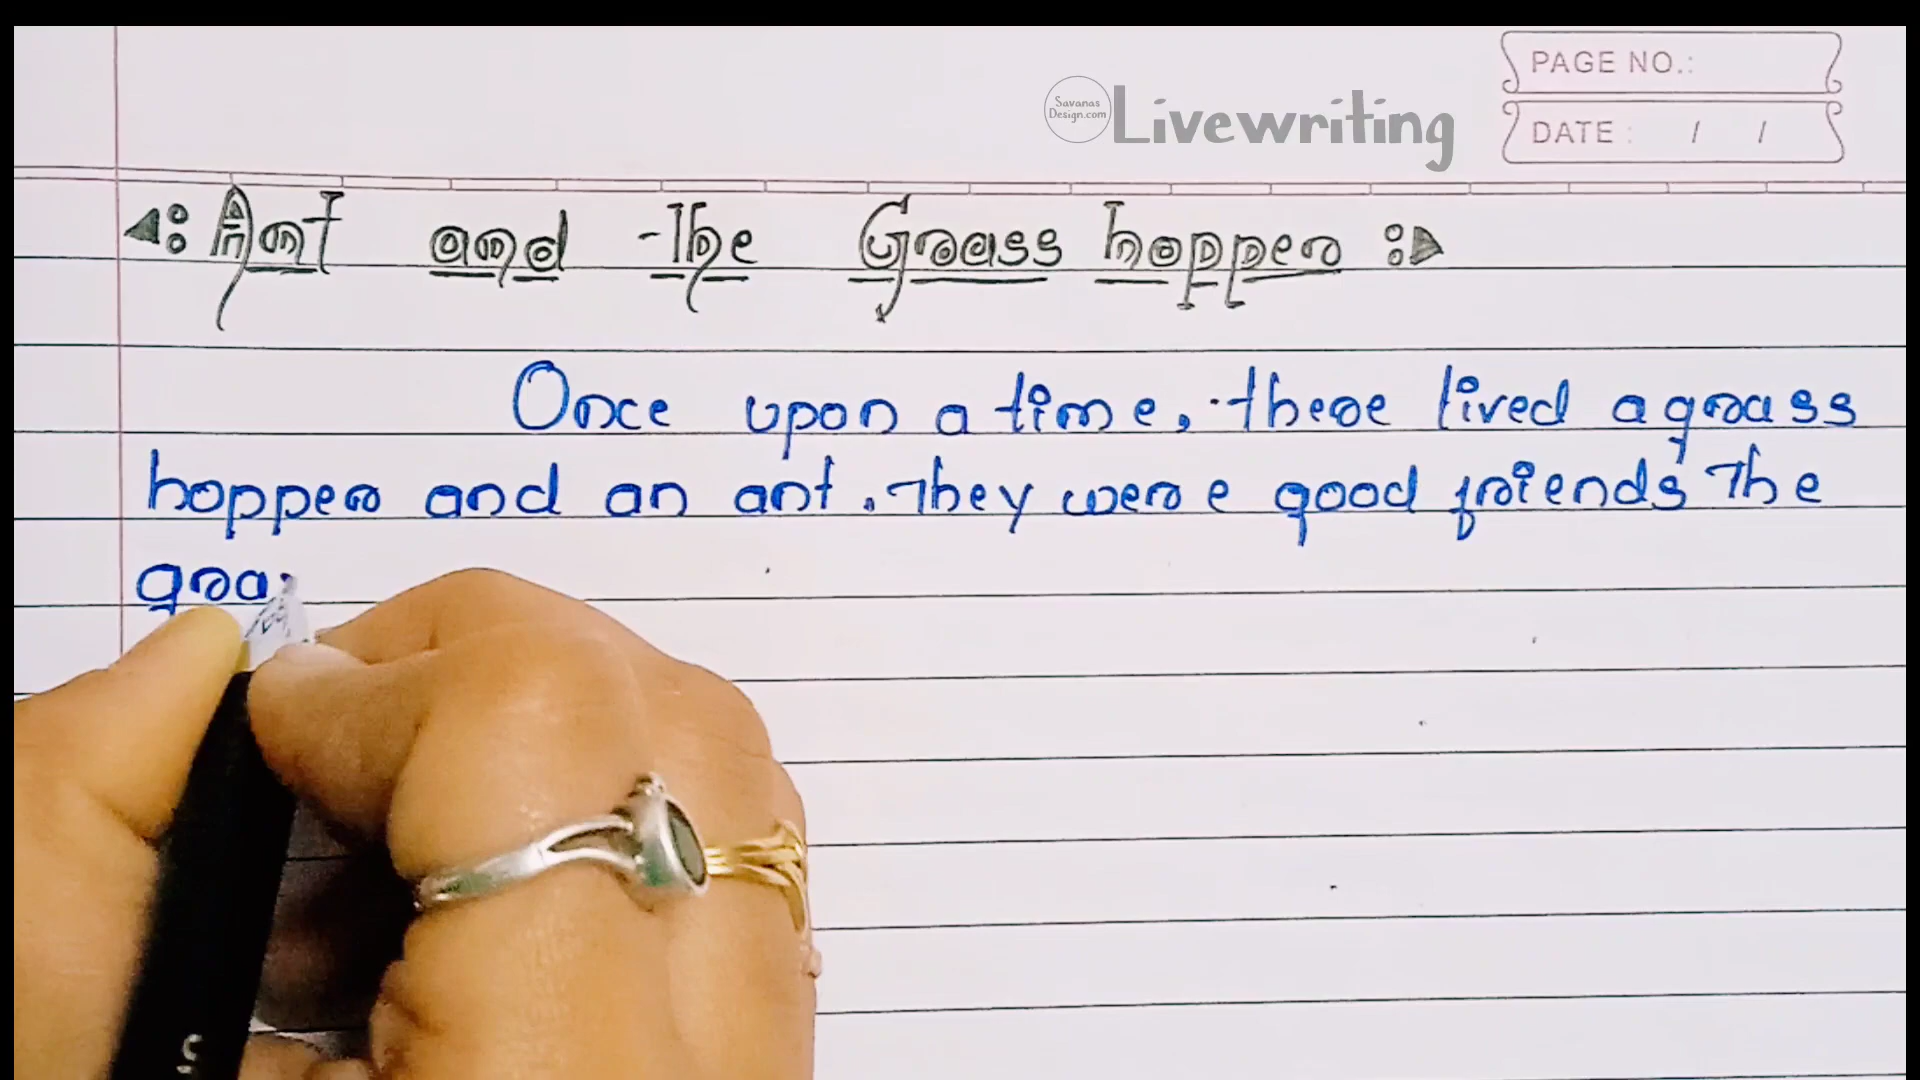 PAGE NO.:
Savanas Design.com Livewriting
DATE : / /
Ant and the Grass hopper
Once upon a time, there lived a grass
hopper and an ant. They were good friends The
gra